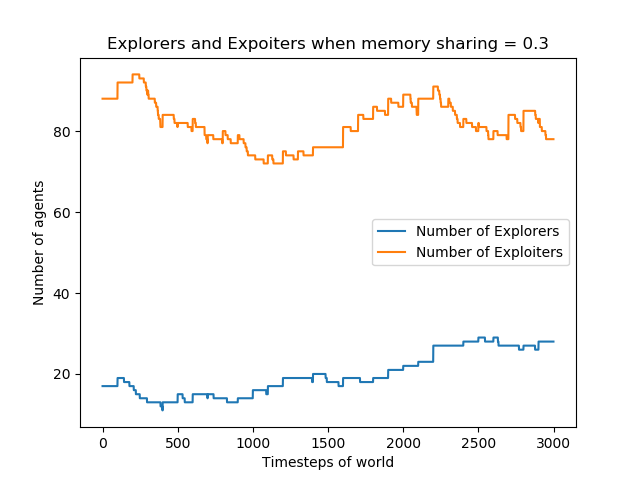 Explorers and Expoiters when memory sharing = 0.3
Number of agents
80
60
40
20
Number of Explorers
Number of Exploiters
0 500 1000 1500 2000 2500 3000
Timesteps of world